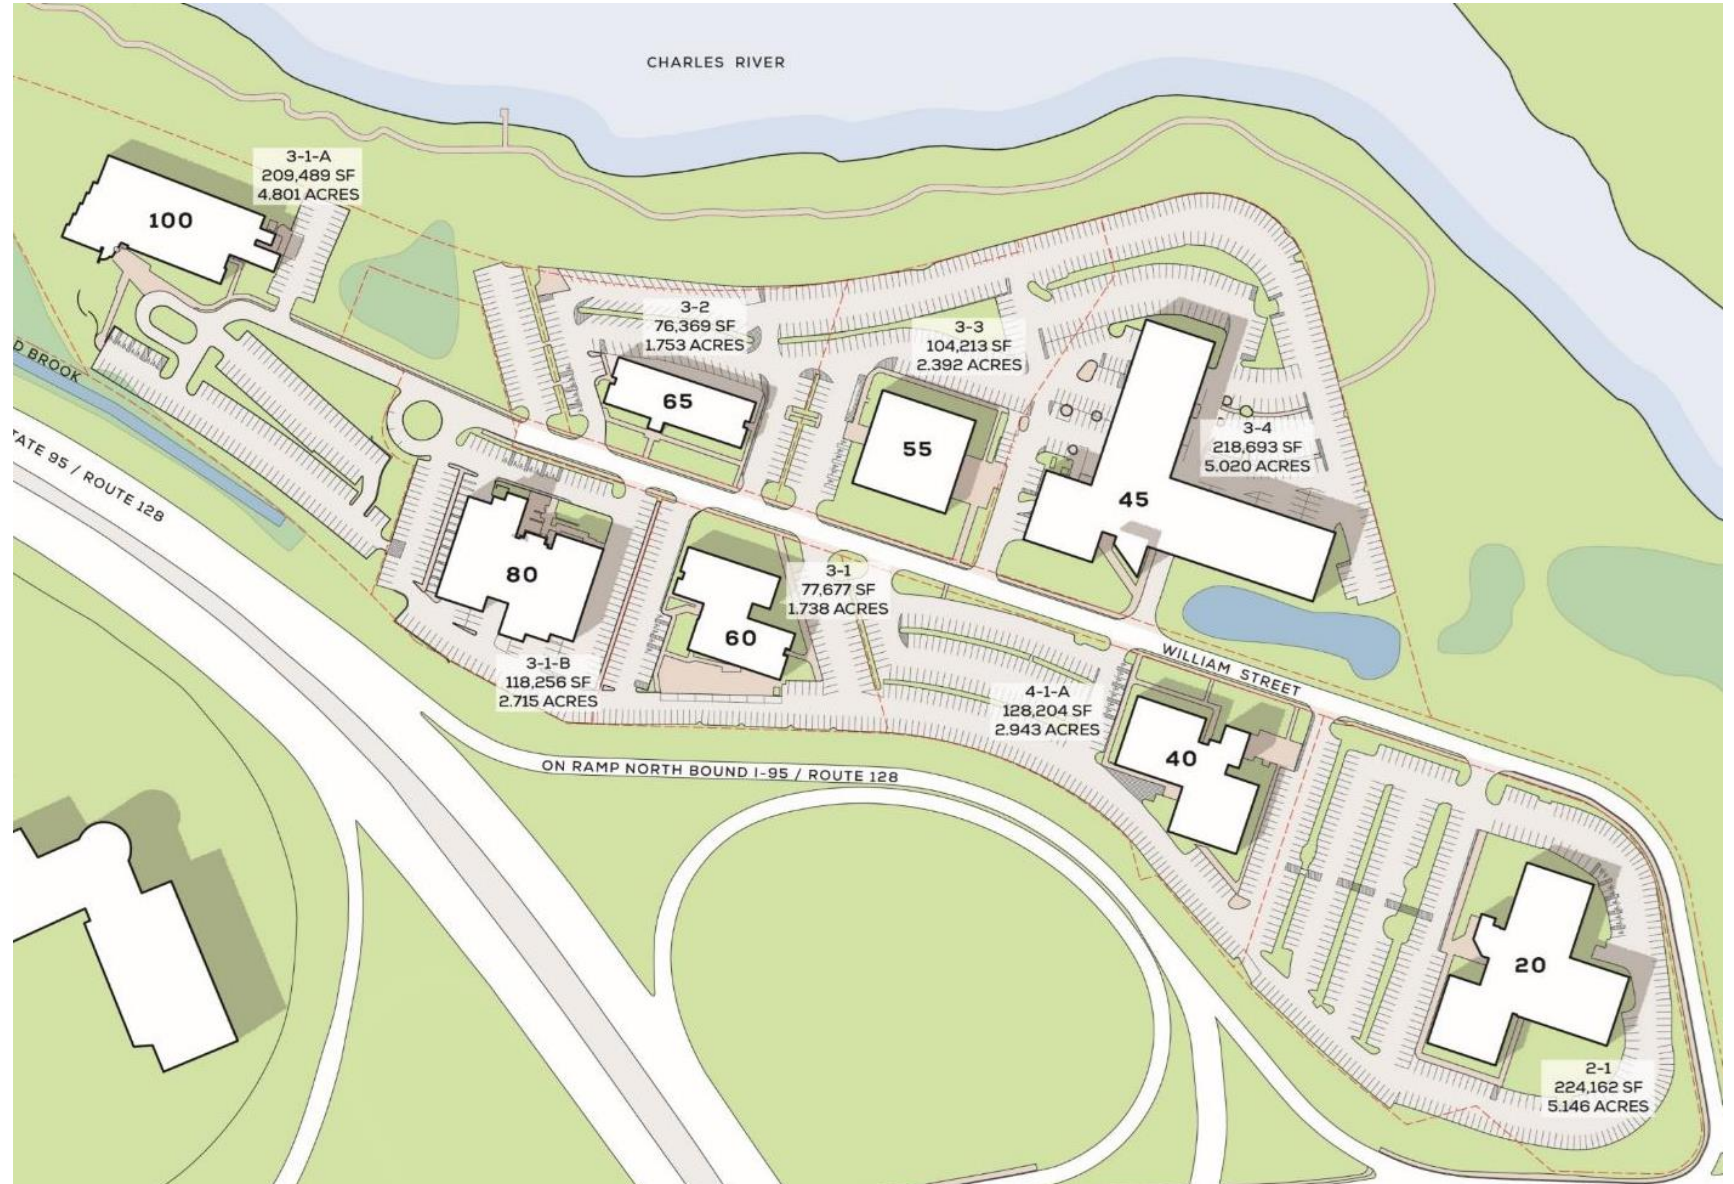 CHARLES RIVER
3-1-A
209,489 SF
4.801 ACRES
100
3-2
76,369 SF
1.753 ACRES
3-3
104,213 SF
2.392 ACRES
65
55
3-4
218,693 SF
5.020 ACRES
45
D BROOK
TATE 95 / ROUTE 128
80
3-1
77,677 SF
1.738 ACRES
60
3-1-B
118,256 SF
2.715 ACRES
WILLIAM STREET
4-1-A
128,204 SF
2.943 ACRES
40
ON RAMP NORTH BOUND I-95 / ROUTE 128
20
2-1
224,162 SF
5.146 ACRES